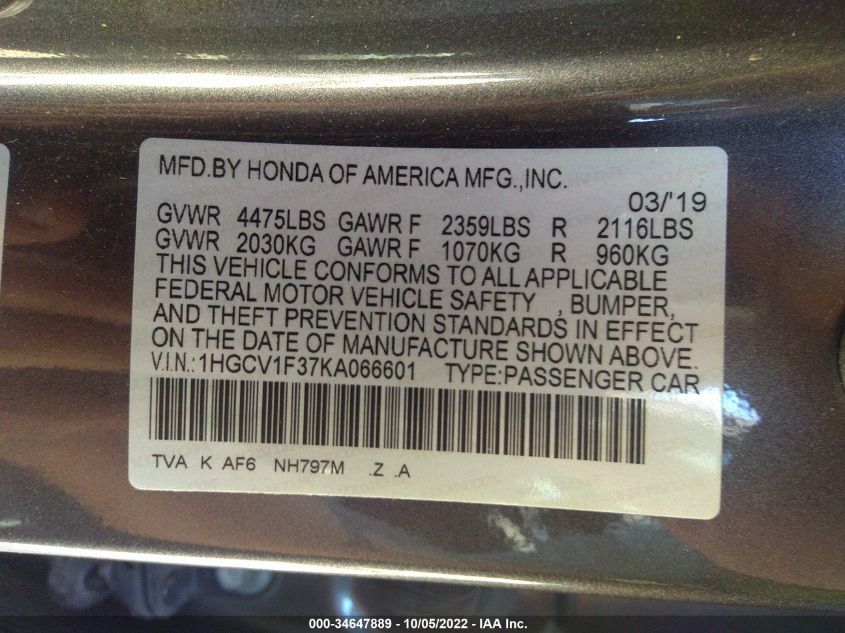 MFD.BY HONDA OF AMERICA MFG.,INC.
03/'19
GVWR 4475LBS GAWR F 2359LBS R 2116LBS
GVWR 2030KG GAWR F 1070KG R 960KG
THIS VEHICLE CONFORMS TO ALL APPLICABLE
FEDERAL MOTOR VEHICLE SAFETY , BUMPER,
AND THEFT PREVENTION STANDARDS IN EFFECT
ON THE DATE OF MANUFACTURE SHOWN ABOVE.
V.I.N.:1HGCV1F37KA066601 TYPE:PASSENGER CAR
TVA K AF6 NH797M .Z .A
000-34647889 - 10/05/2022 - IAA Inc.